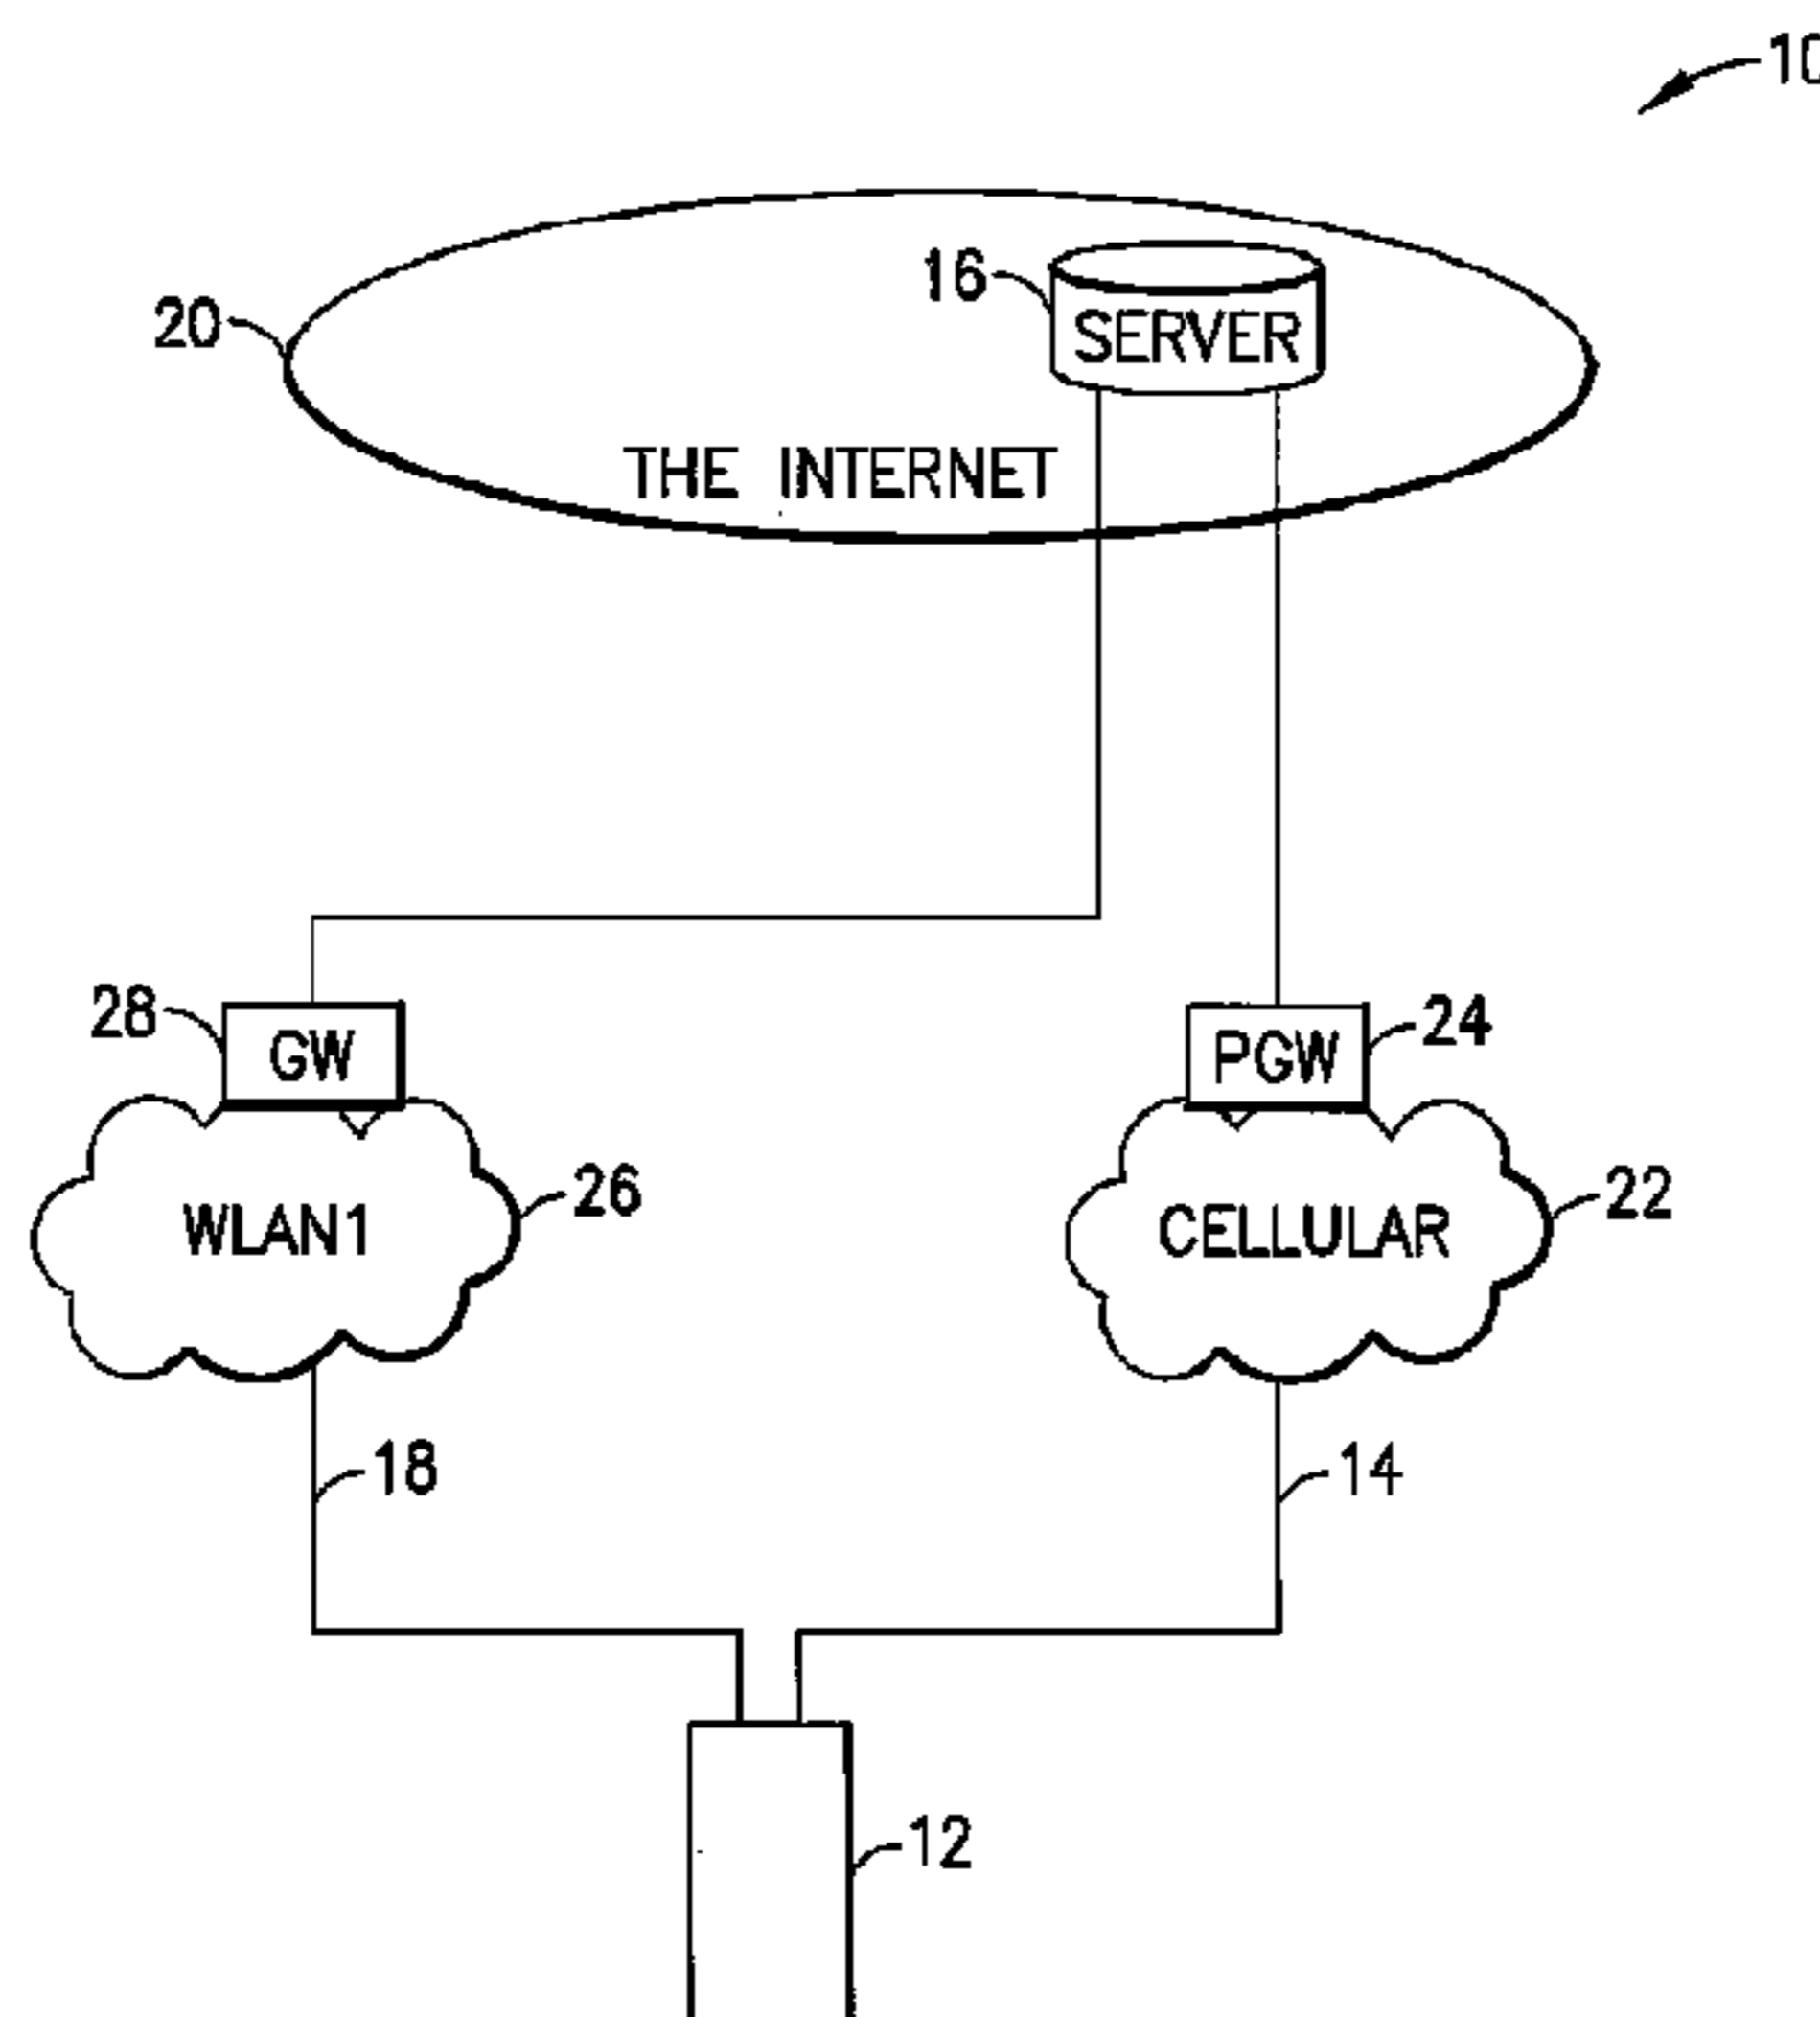 10
16
SERVER
20
THE INTERNET
28
GW
PGW
24
WLAN1
26
CELLULAR
22
18
14
12